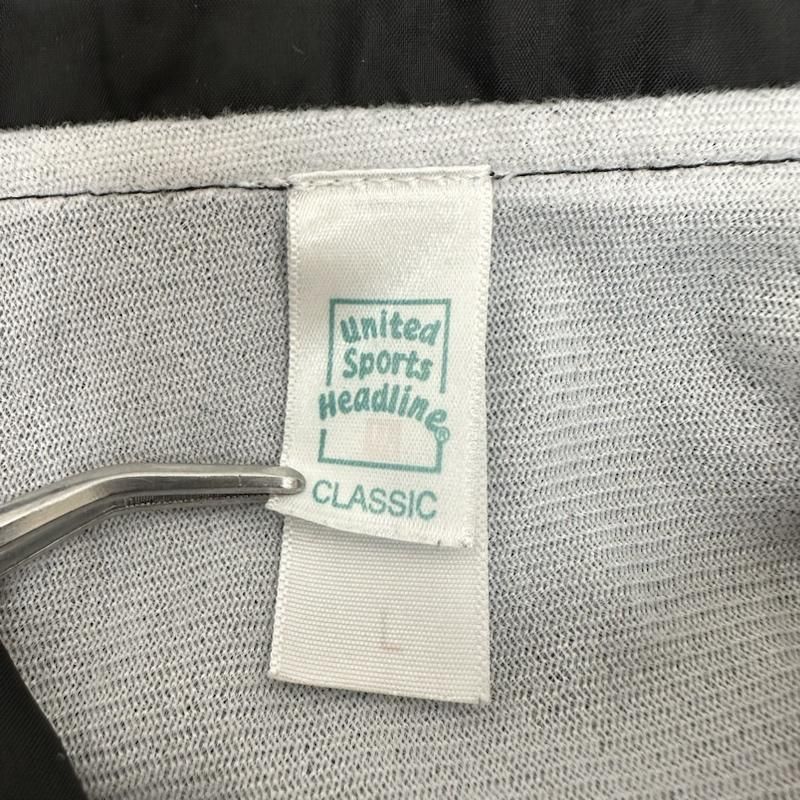 United
Sports
Headline®
CLASSIC
L